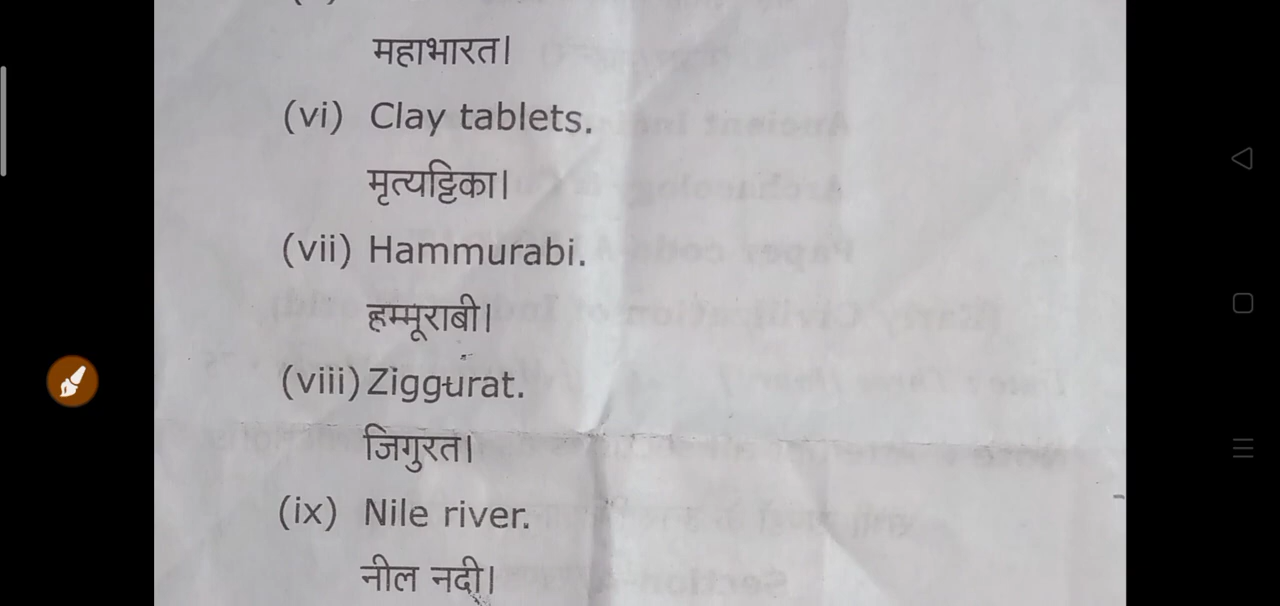 महाभारत।
(vi) Clay tablets.
मृत्यट्टिका।
(vii) Hammurabi.
हम्मूराबी।
(viii) Ziggurat.
जिगुरत।
(ix) Nile river.
नील नदी।